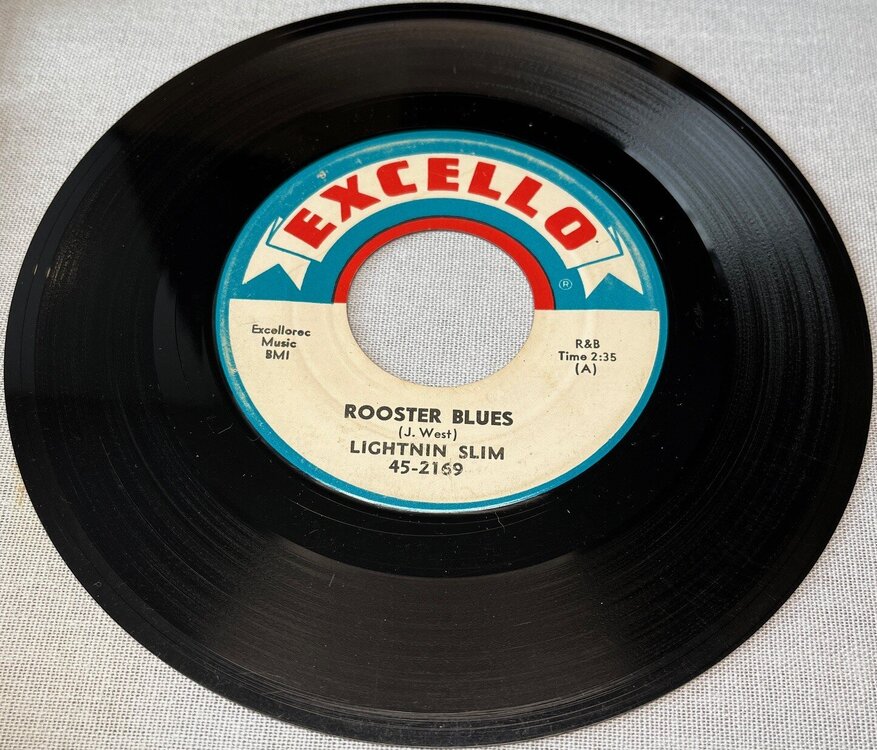 EXCELLO
®
Excellorec
Music
BMI
R&B
Time 2:35
(A)
ROOSTER BLUES
(J. West)
LIGHTNIN SLIM
45-2169